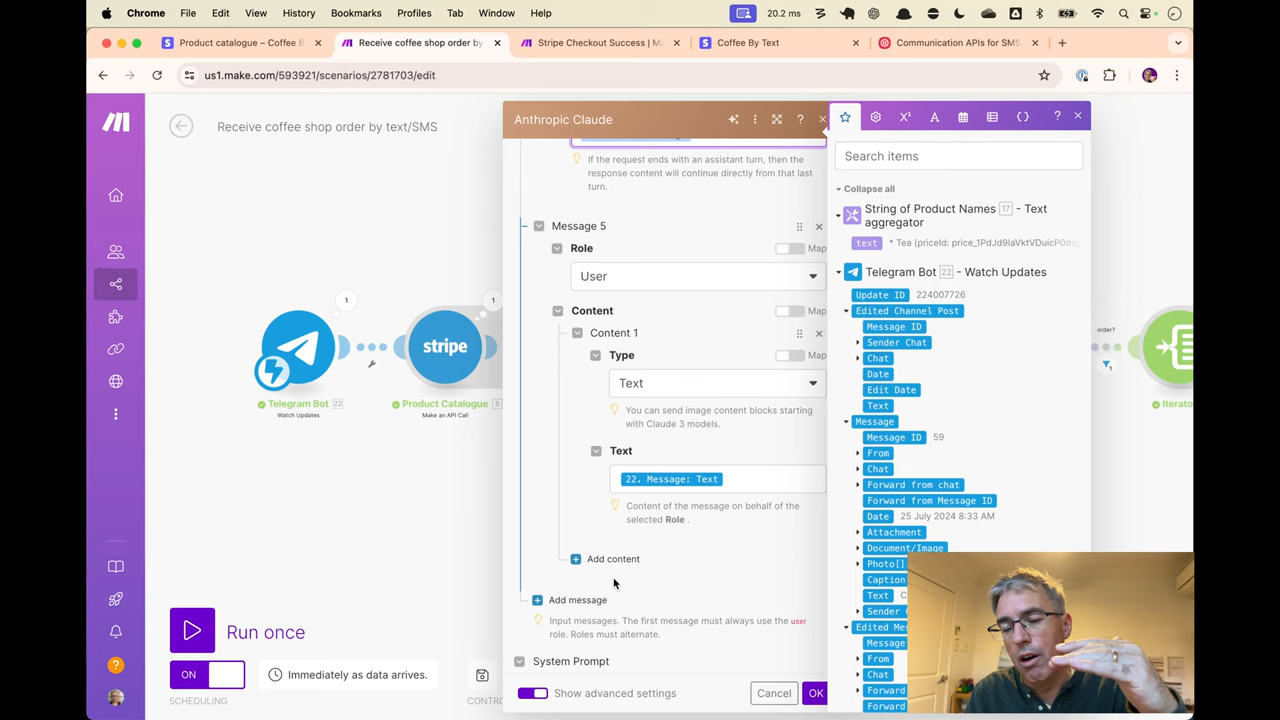 Chrome File Edit View History Bookmarks Profiles Tab Window Help 20.2 ms
Product catalogue – Coffee B
Receive coffee shop order by
Stripe Checkout Success | Ma
Coffee By Text
Communication APIs for SMS
us1.make.com/593921/scenarios/2781703/edit
Receive coffee shop order by text/SMS
1
Telegram Bot 22
Watch Updates
1
stripe
Product Catalogue 5
Make an API Call
Run once
ON
Immediately as data arrives.
SCHEDULING
CONTRO
Anthropic Claude
If the request ends with an assistant turn, then the
response content will continue directly from that last
turn.
Message 5
Role
Map
User
Content
Map
Content 1
Type
Map
Text
You can send image content blocks starting
with Claude 3 models.
Text
22. Message: Text
Content of the message on behalf of the
selected Role .
Add content
Add message
Input messages. The first message must always use the user
role. Roles must alternate.
System Prompt
Show advanced settings
Cancel
OK
Search items
Collapse all
String of Product Names 17 - Text
aggregator
text * Tea (priceId: price_1PdJd9IaVktVDuicP0dsp
Telegram Bot 22 - Watch Updates
Update ID 224007726
Edited Channel Post
Message ID
Sender Chat
Chat
Date
Edit Date
Text
Message
Message ID 59
From
Chat
Forward from chat
Forward from Message ID
Date 25 July 2024 8:33 AM
Attachment
Document/Image
Photo[]
Caption
Text C
Sender
Edited Me
Message
From
Chat
Forward
Forward
order?
1
Iterato